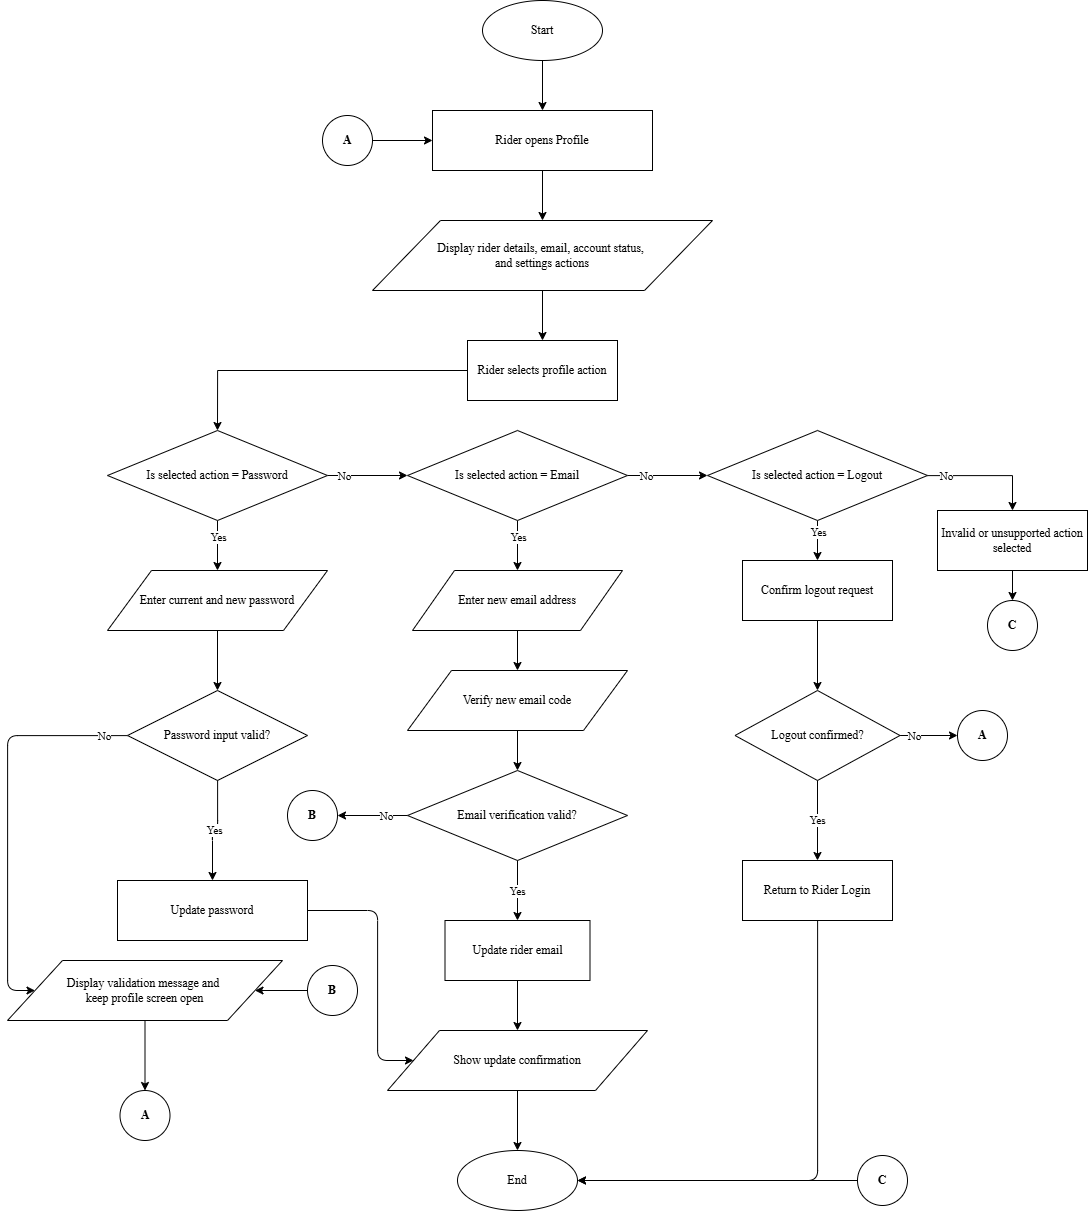 Start
A
Rider opens Profile
Display rider details, email, account status,
and settings actions
Rider selects profile action
Is selected action = Password
No
Is selected action = Email
No
Is selected action = Logout
No
Invalid or unsupported action
selected
C
Yes
Yes
Yes
Enter current and new password
Enter new email address
Confirm logout request
Verify new email code
Password input valid?
No
Logout confirmed?
No
A
Email verification valid?
No
B
Yes
Yes
Yes
Update password
Return to Rider Login
Update rider email
Display validation message and
keep profile screen open
B
Show update confirmation
A
End
C